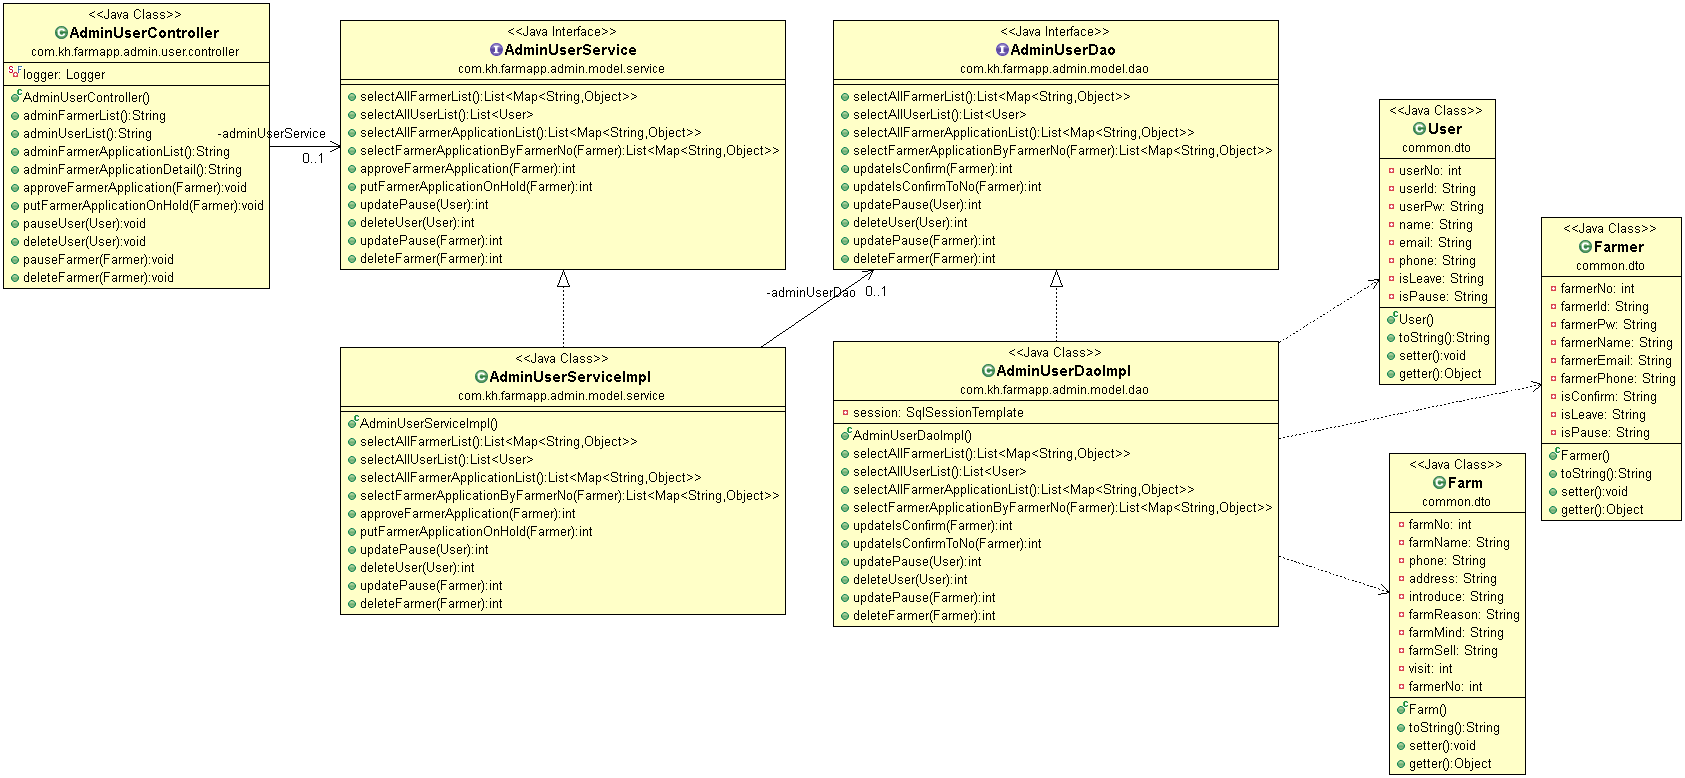 <<Java Class>>
AdminUserController
com.kh.farmapp.admin.user.controller
logger: Logger
AdminUserController()
adminFarmerList():String
adminUserList():String
adminFarmerApplicationList():String
adminFarmerApplicationDetail():String
approveFarmerApplication(Farmer):void
putFarmerApplicationOnHold(Farmer):void
pauseUser(User):void
deleteUser(User):void
pauseFarmer(Farmer):void
deleteFarmer(Farmer):void
-adminUserService
0..1
<<Java Interface>>
AdminUserService
com.kh.farmapp.admin.model.service
selectAllFarmerList():List<Map<String,Object>>
selectAllUserList():List<User>
selectAllFarmerApplicationList():List<Map<String,Object>>
selectFarmerApplicationByFarmerNo(Farmer):List<Map<String,Object>>
approveFarmerApplication(Farmer):int
putFarmerApplicationOnHold(Farmer):int
updatePause(User):int
deleteUser(User):int
updatePause(Farmer):int
deleteFarmer(Farmer):int
<<Java Interface>>
AdminUserDao
com.kh.farmapp.admin.model.dao
selectAllFarmerList():List<Map<String,Object>>
selectAllUserList():List<User>
selectAllFarmerApplicationList():List<Map<String,Object>>
selectFarmerApplicationByFarmerNo(Farmer):List<Map<String,Object>>
updateIsConfirm(Farmer):int
updateIsConfirmToNo(Farmer):int
updatePause(User):int
deleteUser(User):int
updatePause(Farmer):int
deleteFarmer(Farmer):int
-adminUserDao 0..1
<<Java Class>>
AdminUserServiceImpl
com.kh.farmapp.admin.model.service
AdminUserServiceImpl()
selectAllFarmerList():List<Map<String,Object>>
selectAllUserList():List<User>
selectAllFarmerApplicationList():List<Map<String,Object>>
selectFarmerApplicationByFarmerNo(Farmer):List<Map<String,Object>>
approveFarmerApplication(Farmer):int
putFarmerApplicationOnHold(Farmer):int
updatePause(User):int
deleteUser(User):int
updatePause(Farmer):int
deleteFarmer(Farmer):int
<<Java Class>>
AdminUserDaoImpl
com.kh.farmapp.admin.model.dao
session: SqlSessionTemplate
AdminUserDaoImpl()
selectAllFarmerList():List<Map<String,Object>>
selectAllUserList():List<User>
selectAllFarmerApplicationList():List<Map<String,Object>>
selectFarmerApplicationByFarmerNo(Farmer):List<Map<String,Object>>
updateIsConfirm(Farmer):int
updateIsConfirmToNo(Farmer):int
updatePause(User):int
deleteUser(User):int
updatePause(Farmer):int
deleteFarmer(Farmer):int
<<Java Class>>
User
common.dto
userNo: int
userId: String
userPw: String
name: String
email: String
phone: String
isLeave: String
isPause: String
User()
toString():String
setter():void
getter():Object
<<Java Class>>
Farmer
common.dto
farmerNo: int
farmerId: String
farmerPw: String
farmerName: String
farmerEmail: String
farmerPhone: String
isConfirm: String
isLeave: String
isPause: String
Farmer()
toString():String
setter():void
getter():Object
<<Java Class>>
Farm
common.dto
farmNo: int
farmName: String
phone: String
address: String
introduce: String
farmReason: String
farmMind: String
farmSell: String
visit: int
farmerNo: int
Farm()
toString():String
setter():void
getter():Object